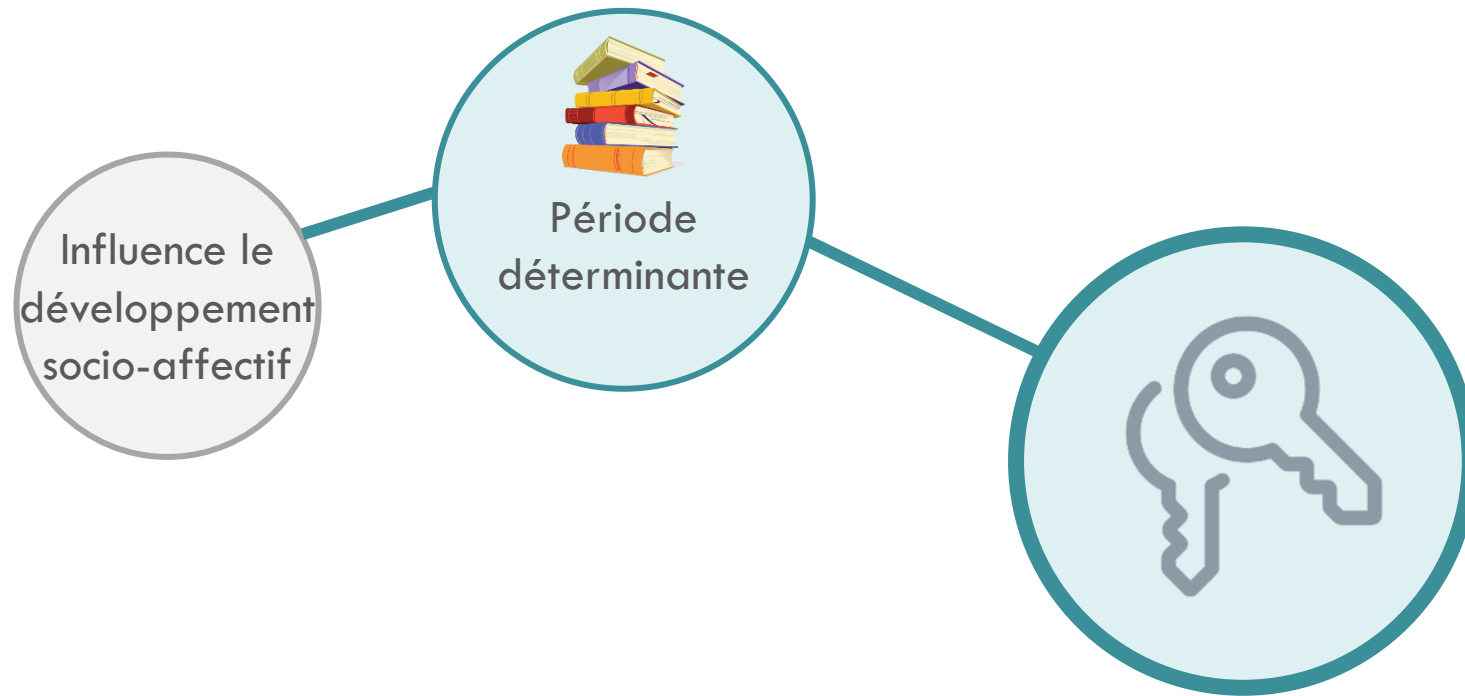 Influence le
développement
socio-affectif
Période
déterminante